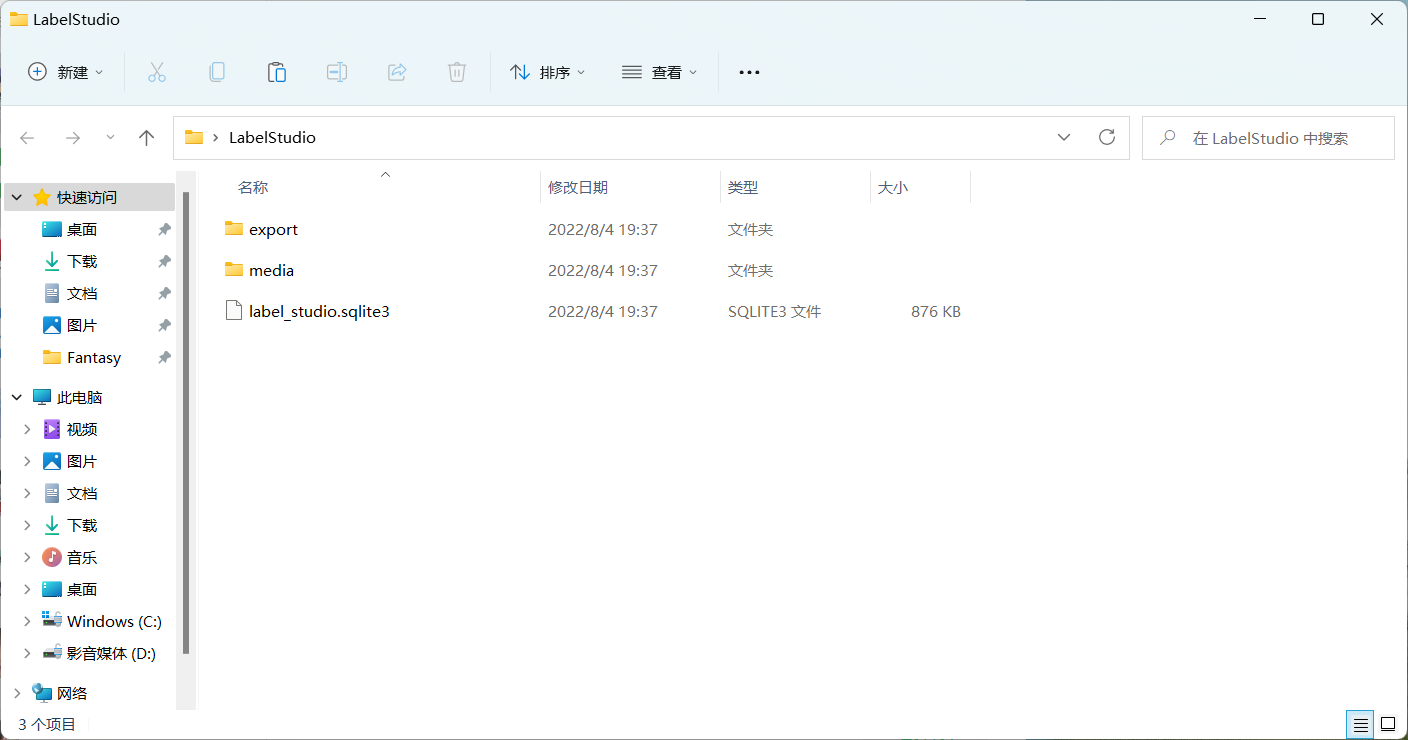 LabelStudio
新建 排序 查看
LabelStudio 在 LabelStudio 中搜索
名称 修改日期 类型 大小
export 2022/8/4 19:37 文件夹
media 2022/8/4 19:37 文件夹
label_studio.sqlite3 2022/8/4 19:37 SQLITE3 文件 876 KB
快速访问
桌面
下载
文档
图片
Fantasy
此电脑
视频
图片
文档
下载
音乐
桌面
Windows (C:)
影音媒体 (D:)
网络
3 个项目